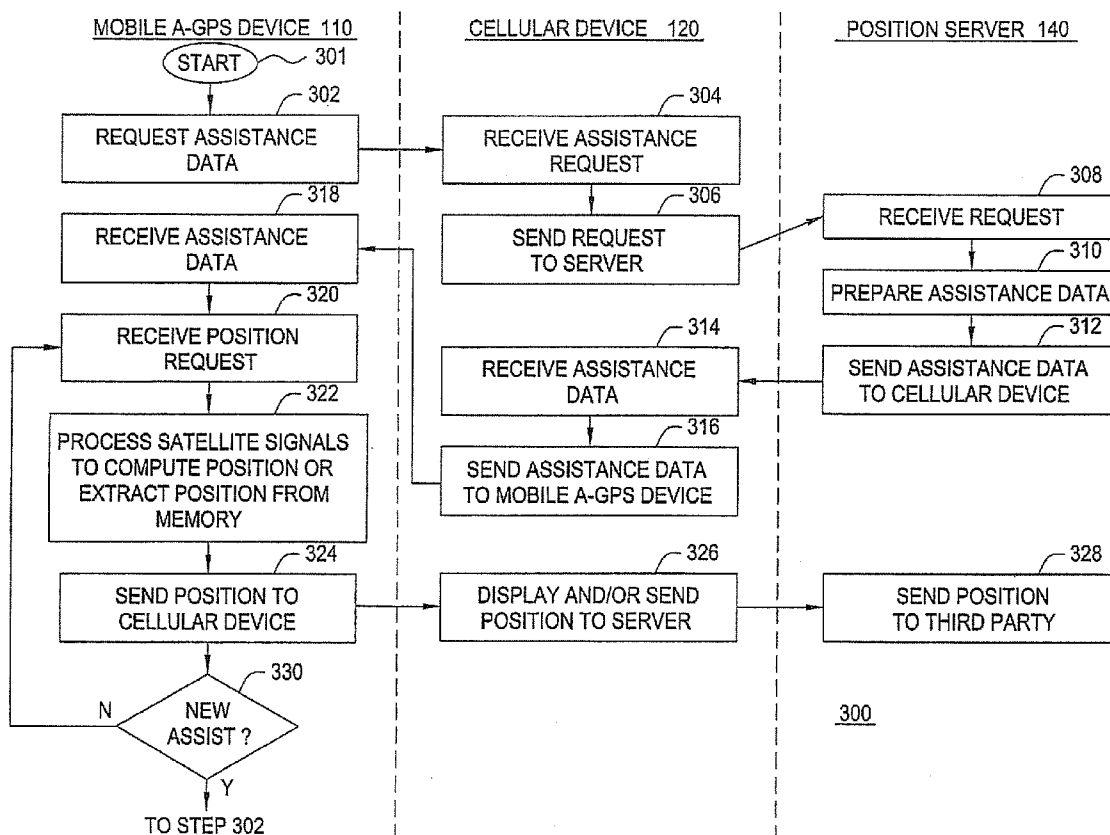 MOBILE A-GPS DEVICE 110
CELLULAR DEVICE 120
POSITION SERVER 140
START
301
302
REQUEST ASSISTANCE
DATA
304
RECEIVE ASSISTANCE
REQUEST
306
SEND REQUEST
TO SERVER
308
RECEIVE REQUEST
310
PREPARE ASSISTANCE DATA
312
SEND ASSISTANCE DATA
TO CELLULAR DEVICE
314
RECEIVE ASSISTANCE
DATA
316
SEND ASSISTANCE DATA
TO MOBILE A-GPS DEVICE
318
RECEIVE ASSISTANCE
DATA
320
RECEIVE POSITION
REQUEST
322
PROCESS SATELLITE SIGNALS
TO COMPUTE POSITION OR
EXTRACT POSITION FROM
MEMORY
324
SEND POSITION TO
CELLULAR DEVICE
326
DISPLAY AND/OR SEND
POSITION TO SERVER
328
SEND POSITION
TO THIRD PARTY
330
NEW
ASSIST ?
N
Y
TO STEP 302
300